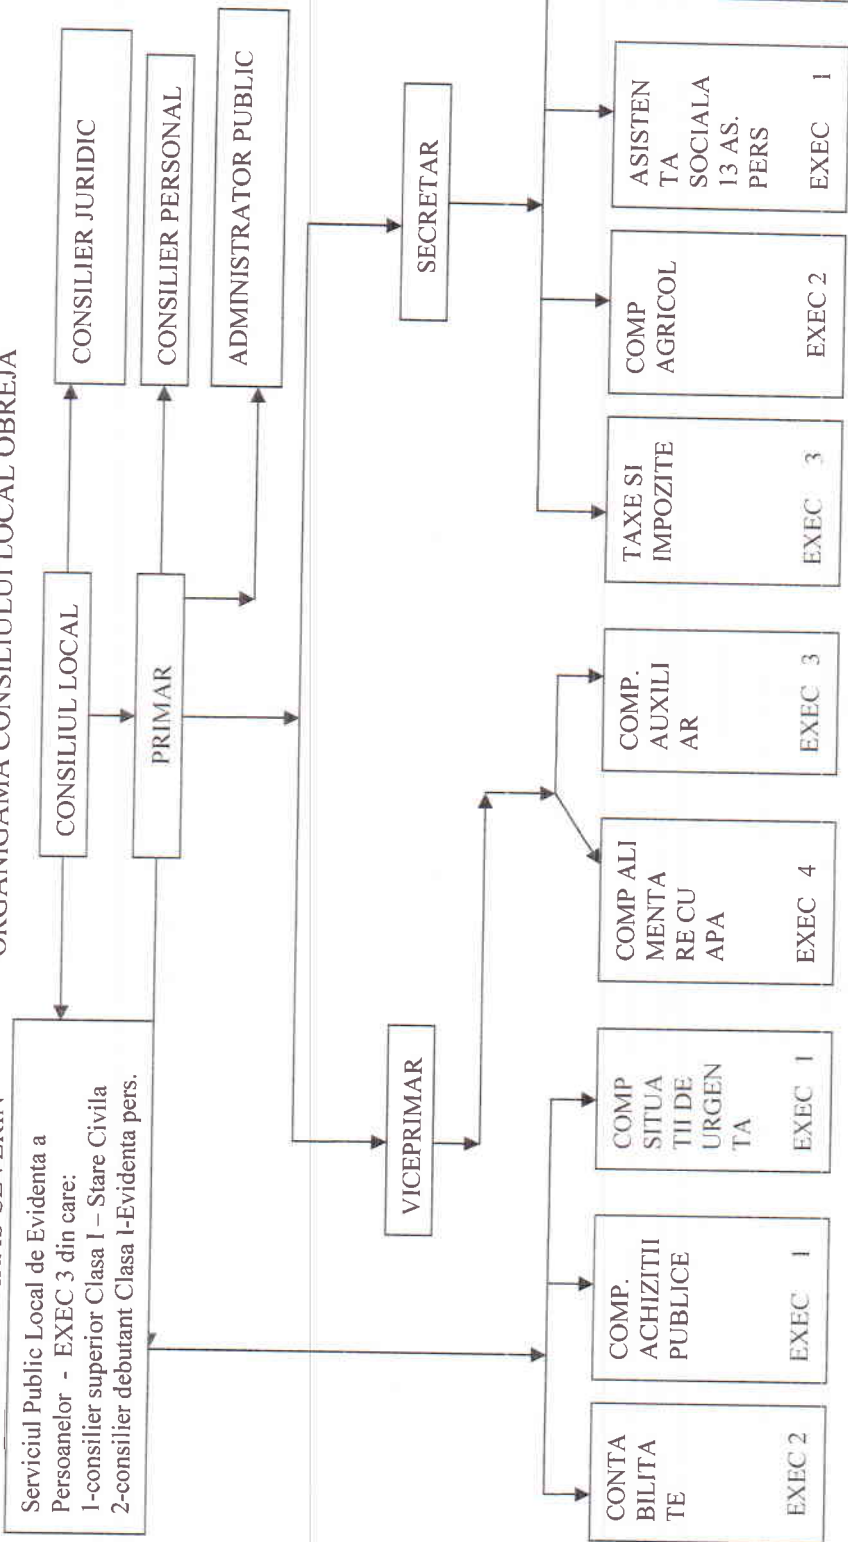 ORGANIGAMA CONSILIULUI LOCAL OBREJA
Serviciul Public Local de Evidenta a
Persoanelor - EXEC 3 din care:
1-consilier superior Clasa I – Stare Civila
2-consilier debutant Clasa I-Evidenta pers.
CONSILIUL LOCAL
CONSILIER JURIDIC
PRIMAR
CONSILIER PERSONAL
ADMINISTRATOR PUBLIC
VICEPRIMAR
SECRETAR
CONTA
BILITA
TE
EXEC 2
COMP.
ACHIZITII
PUBLICE
EXEC 1
COMP
SITUA
TII DE
URGEN
TA
EXEC 1
COMP ALI
MENTA
RE CU
APA
EXEC 4
COMP.
AUXILI
AR
EXEC 3
TAXE SI
IMPOZITE
EXEC 3
COMP
AGRICOL
EXEC 2
ASISTEN
TA
SOCIALA
13 AS.
PERS
EXEC 1